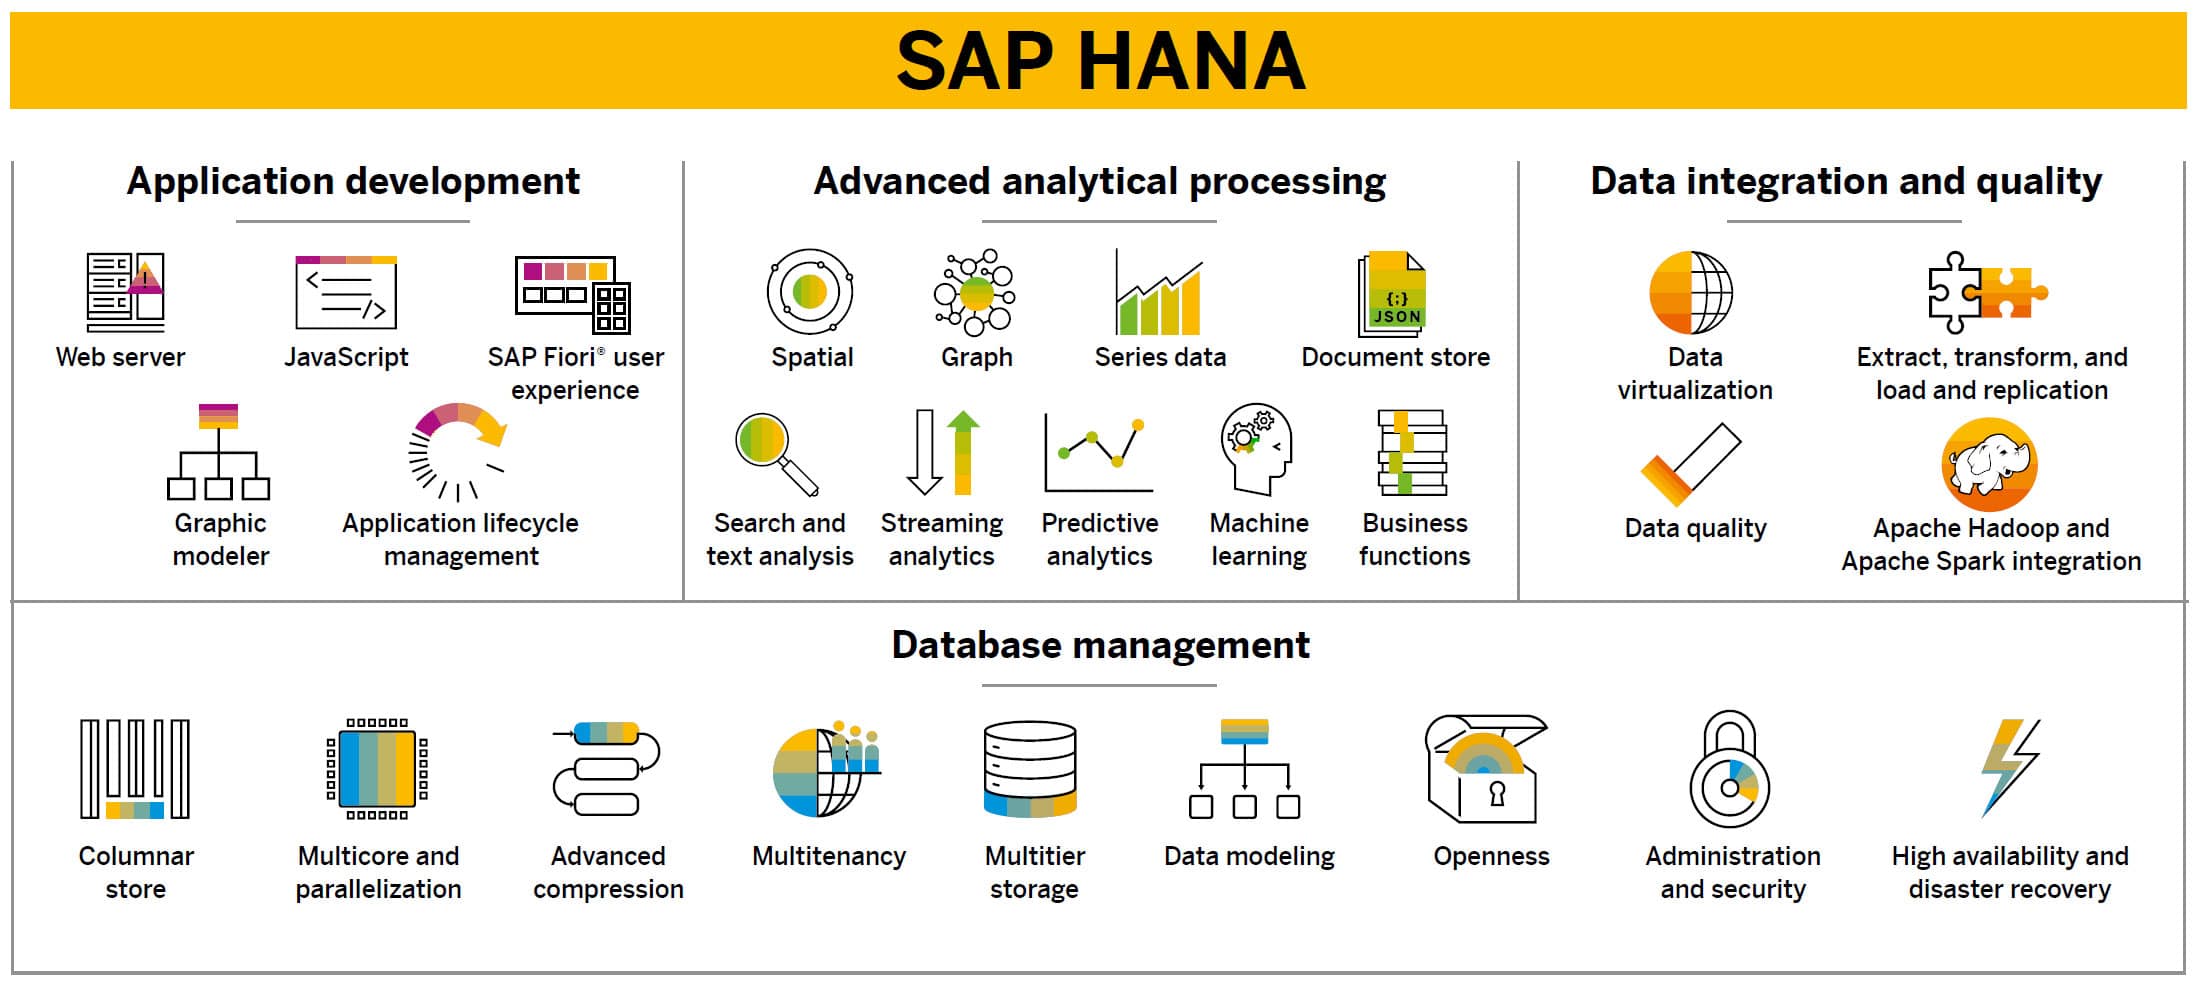 SAP HANA
Application development
Web server
JavaScript
SAP Fiori® user
experience
Graphic
modeler
Application lifecycle
management
Advanced analytical processing
Spatial
Graph
Series data
{;}
JSON
Document store
Search and
text analysis
Streaming
analytics
Predictive
analytics
Machine
learning
Business
functions
Data integration and quality
Data
virtualization
Extract, transform, and
load and replication
Data quality
Apache Hadoop and
Apache Spark integration
Database management
Columnar
store
Multicore and
parallelization
Advanced
compression
Multitenancy
Multitier
storage
Data modeling
Openness
Administration
and security
High availability and
disaster recovery